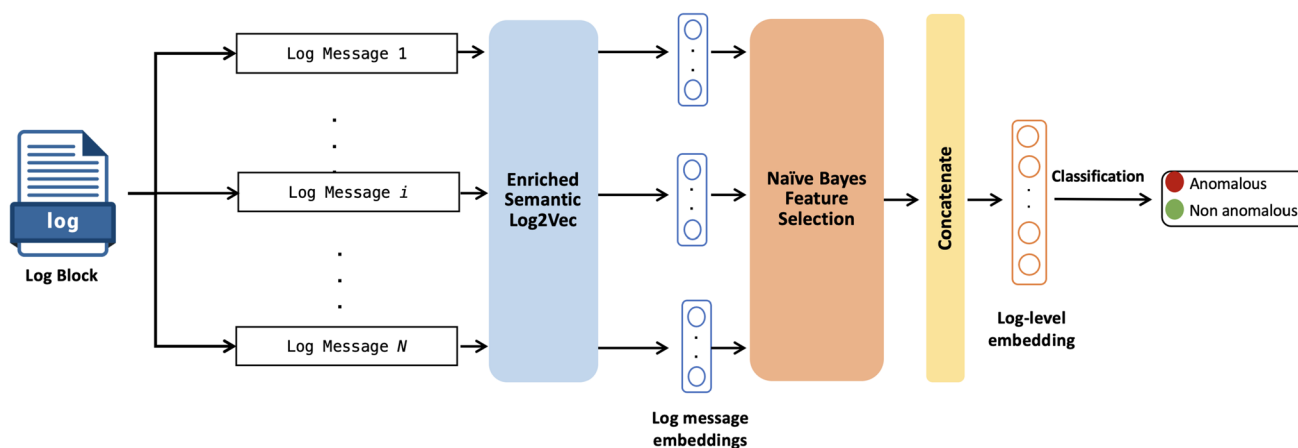 log
Log Block
Log Message 1
Log Message i
Log Message N
Enriched
Semantic
Log2Vec
Log message
embeddings
Naïve Bayes
Feature
Selection
Concatenate
Log-level
embedding
Classification
Anomalous
Non anomalous